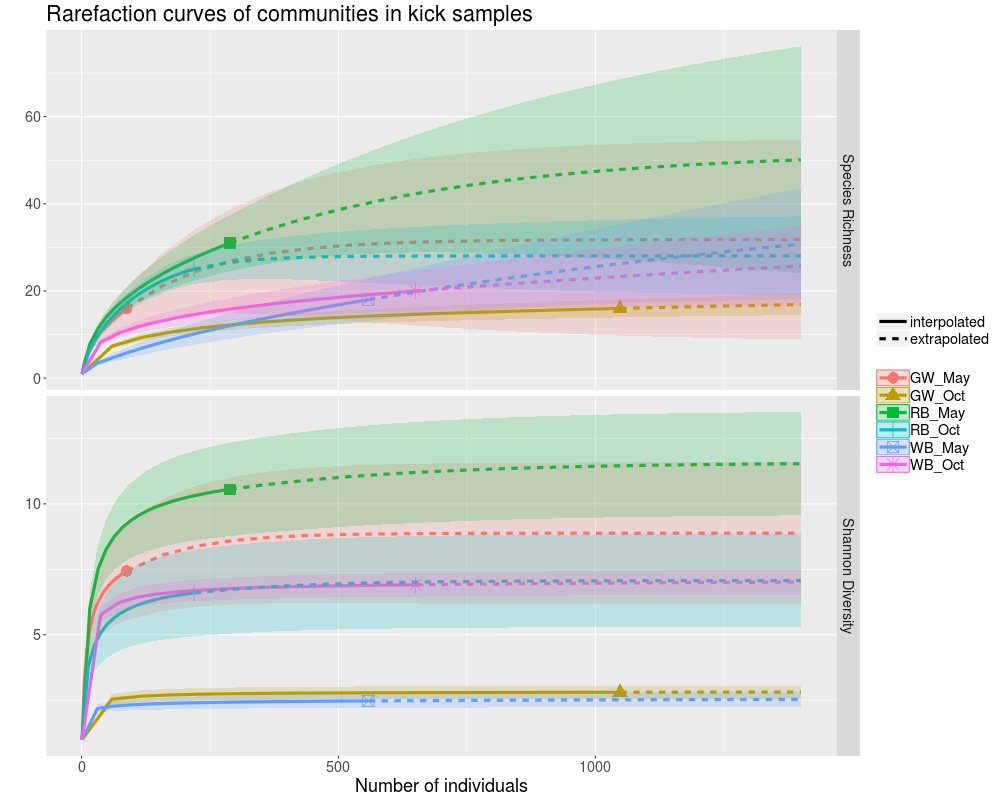 Rarefaction curves of communities in kick samples
60
40
20
0
Species Richness
10
5
Shannon Diversity
0
500
1000
Number of individuals
interpolated
extrapolated
GW_May
GW_Oct
RB_May
RB_Oct
WB_May
WB_Oct